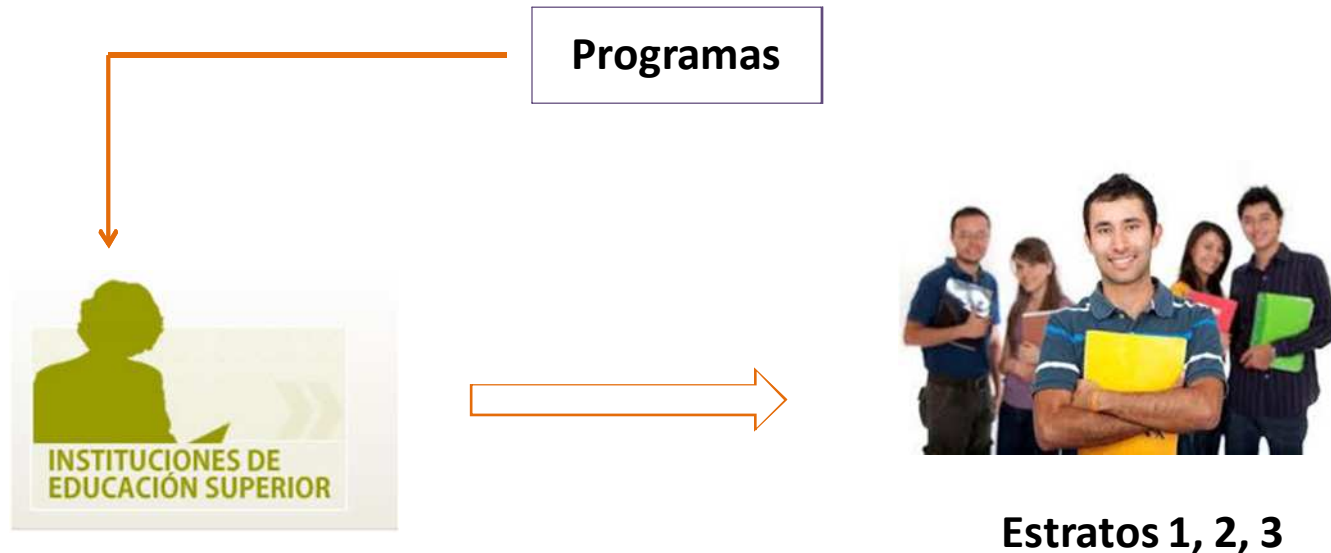 Programas
INSTITUCIONES DE
EDUCACIÓN SUPERIOR
Estratos 1, 2, 3